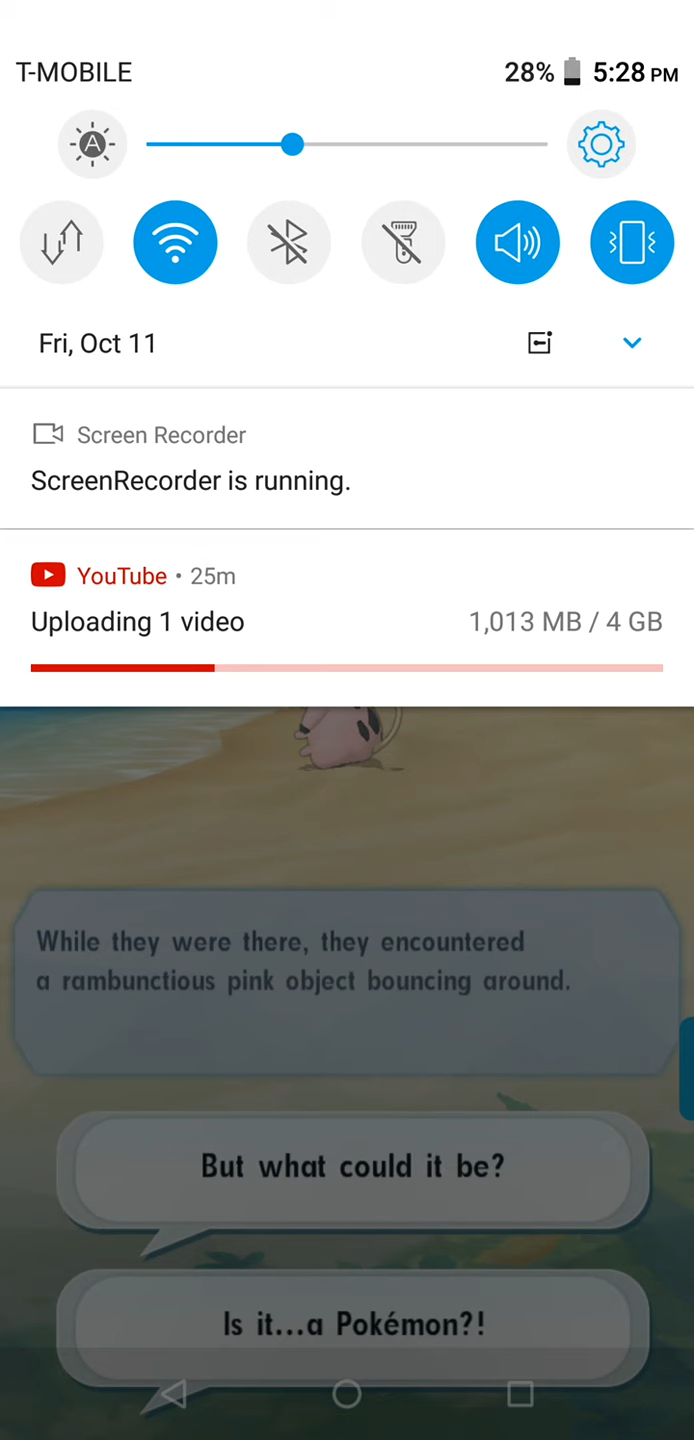 T-MOBILE 28% 5:28 PM
A
Fri, Oct 11
Screen Recorder
ScreenRecorder is running.
YouTube • 25m
Uploading 1 video 1,013 MB / 4 GB
While they were there, they encountered
a rambunctious pink object bouncing around.
But what could it be?
Is it...a Pokémon?!